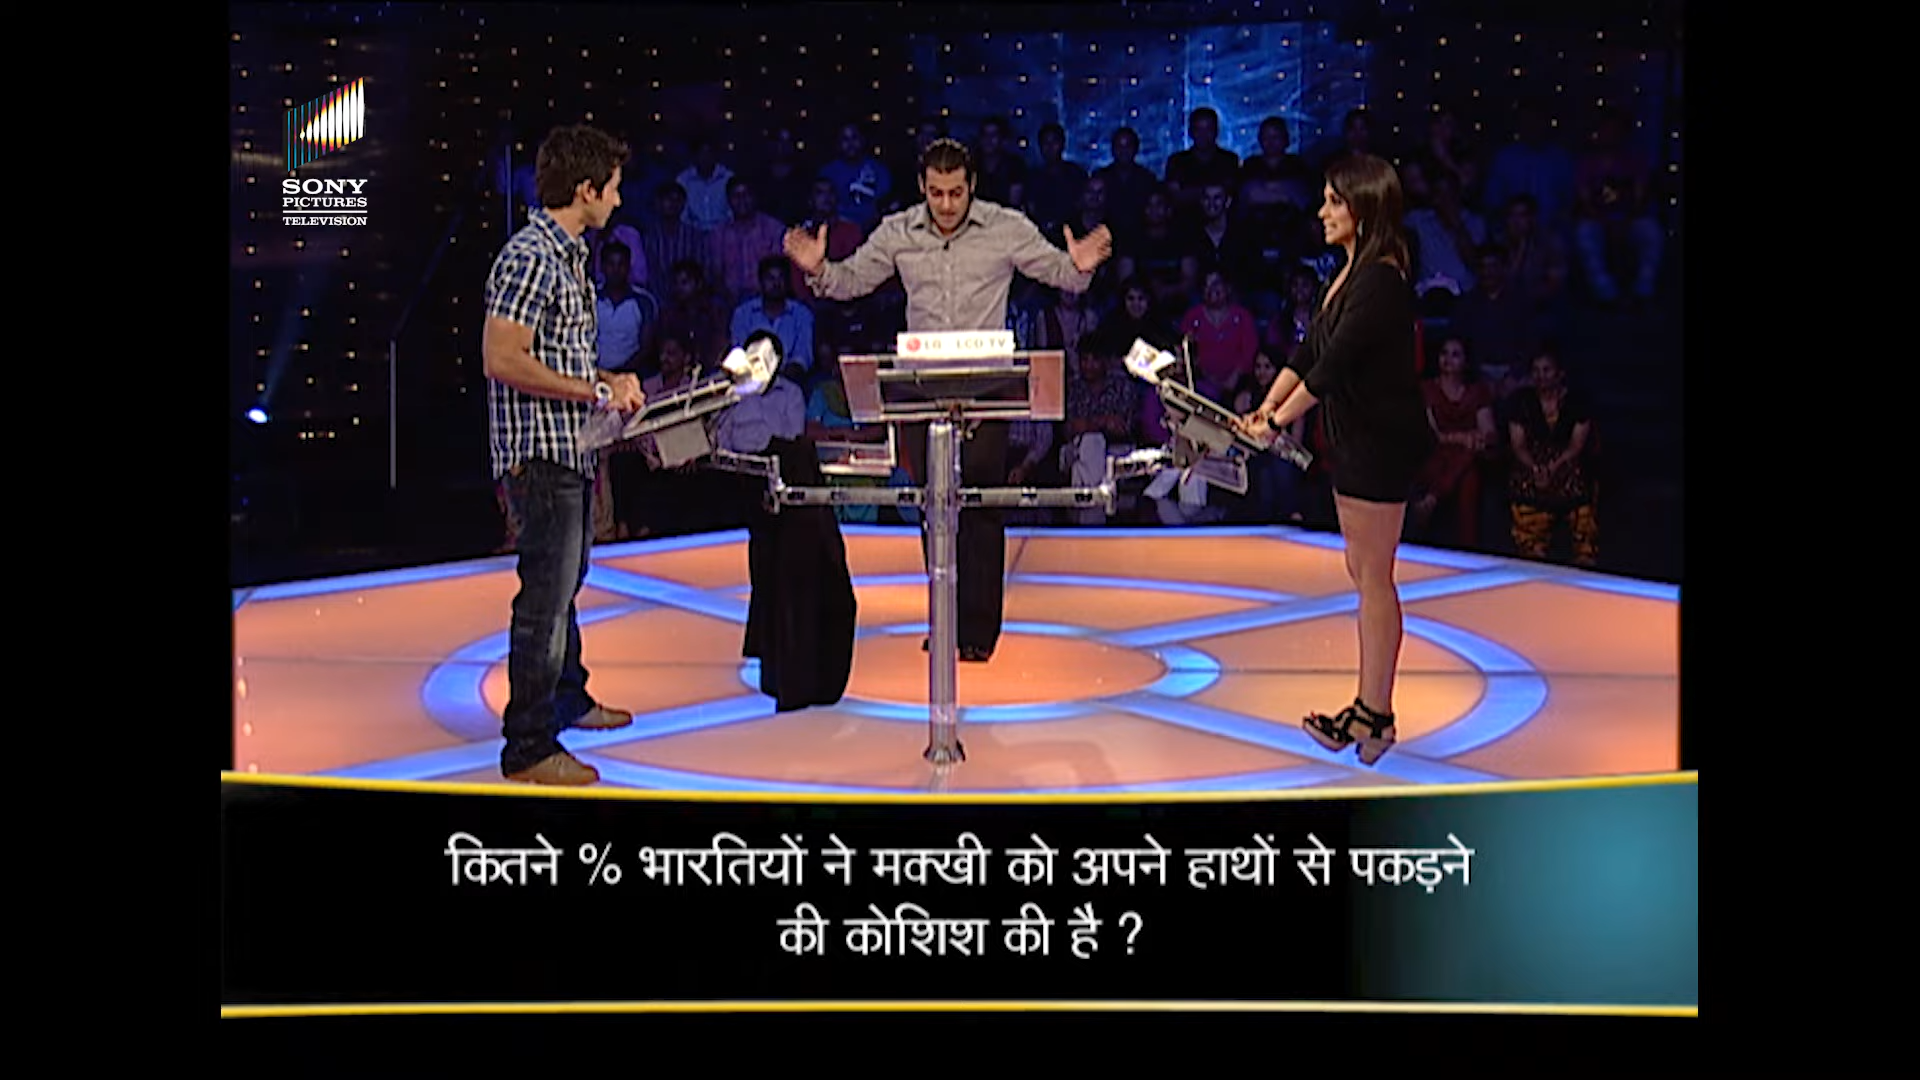 SONY
PICTURES
TELEVISION
LG LCD TV
कितने % भारतियों ने मक्खी को अपने हाथों से पकड़ने
की कोशिश की है ?